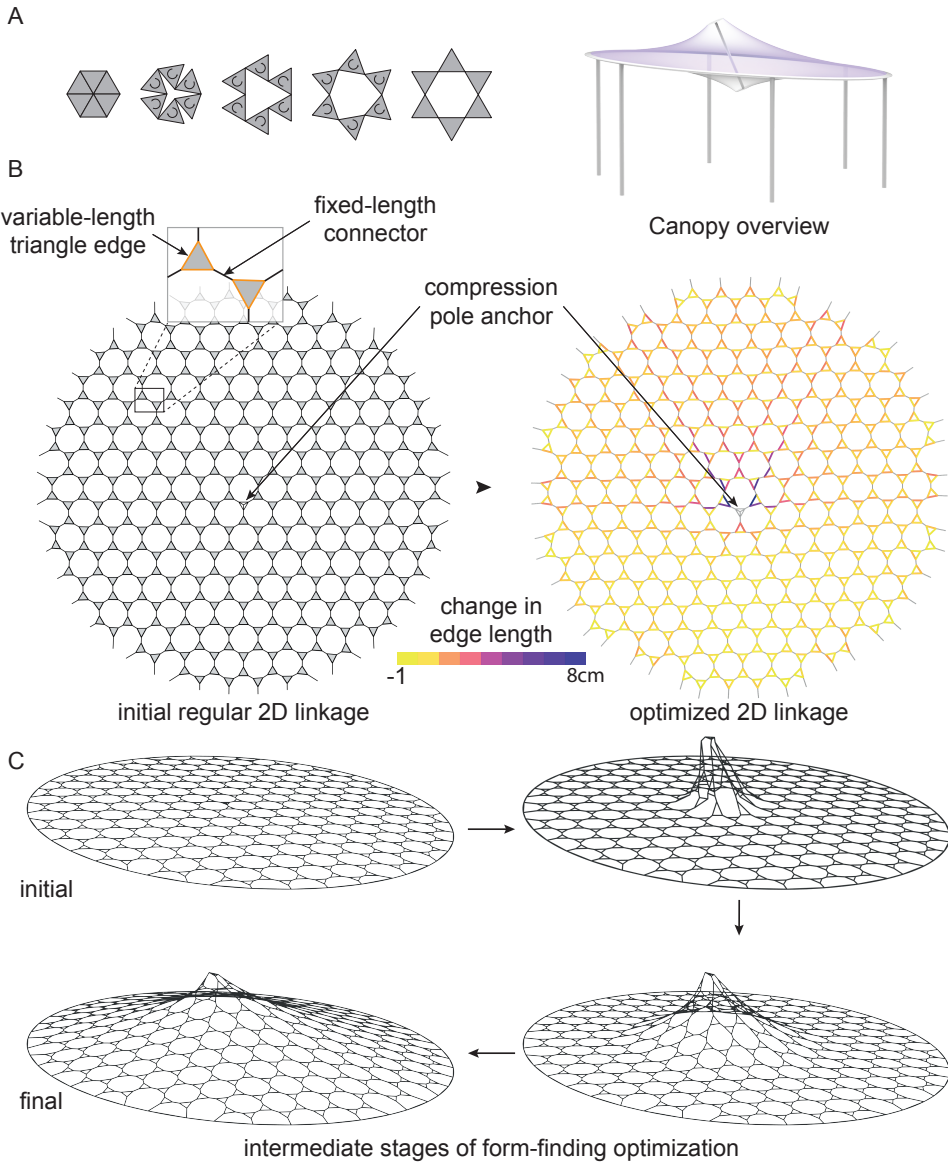 A
Canopy overview
B
variable-length
triangle edge
fixed-length
connector
compression
pole anchor
change in
edge length
-1
8cm
initial regular 2D linkage
optimized 2D linkage
C
initial
final
intermediate stages of form-finding optimization